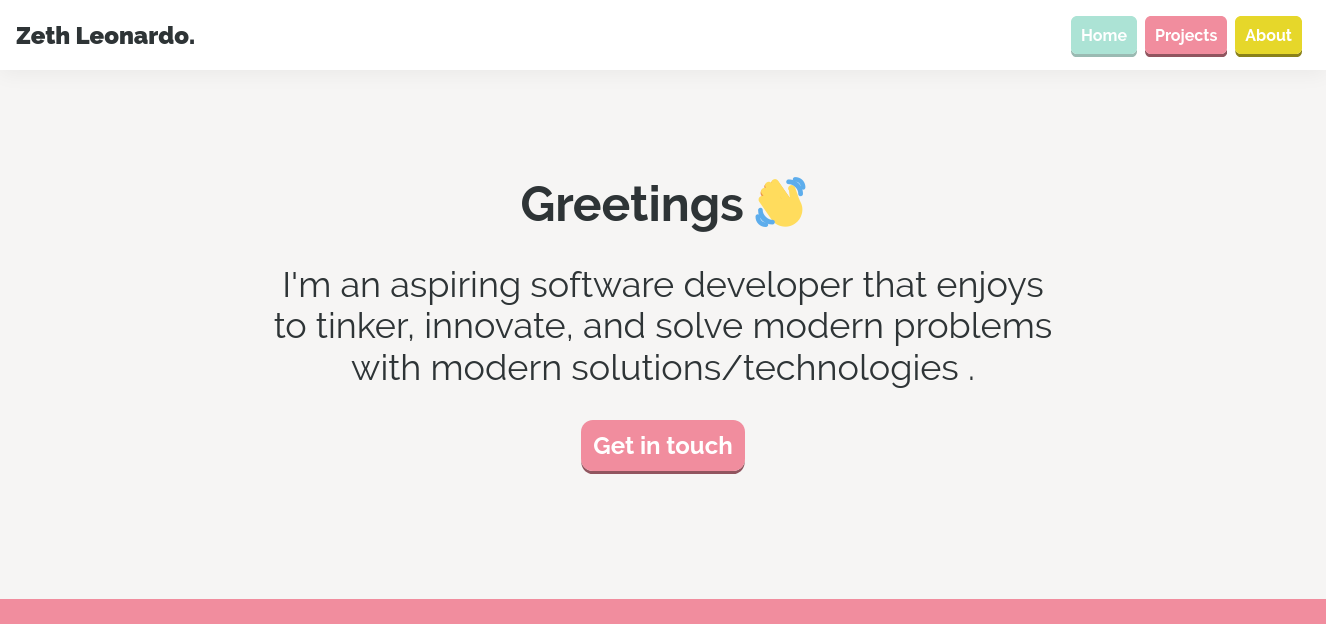 Zeth Leonardo.
Home
Projects
About
Greetings 👋
I'm an aspiring software developer that enjoys
to tinker, innovate, and solve modern problems
with modern solutions/technologies .
Get in touch